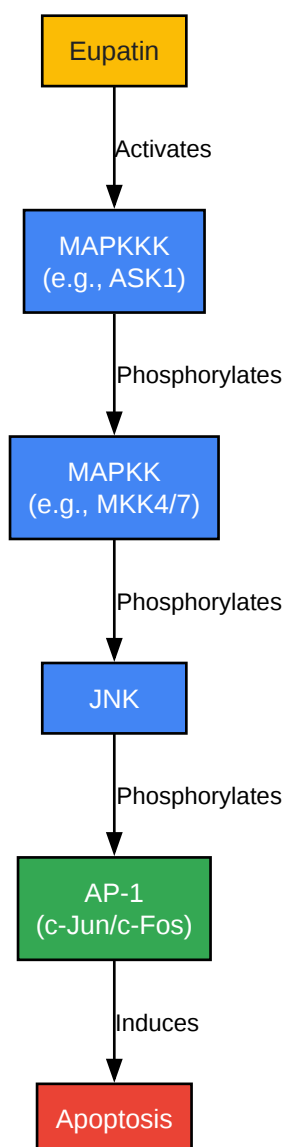 Eupatin
Activates
MAPKKK
(e.g., ASK1)
Phosphorylates
MAPKK
(e.g., MKK4/7)
Phosphorylates
JNK
Phosphorylates
AP-1
(c-Jun/c-Fos)
Induces
Apoptosis